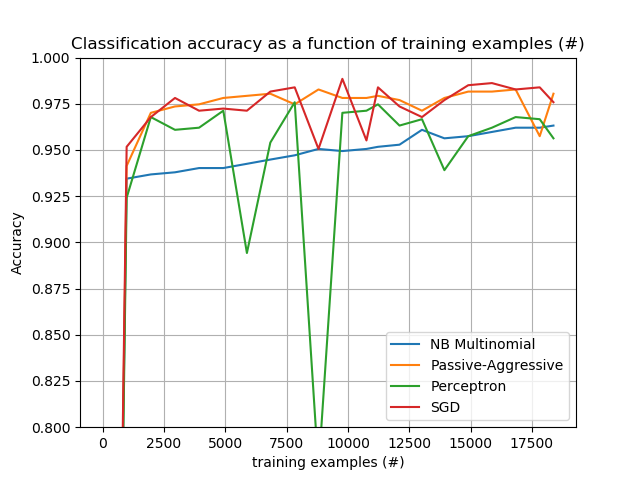 Classification accuracy as a function of training examples (#)
1.000
0.975
0.950
0.925
0.900
0.875
0.850
0.825
0.800
Accuracy
NB Multinomial
Passive-Aggressive
Perceptron
SGD
0 2500 5000 7500 10000 12500 15000 17500
training examples (#)